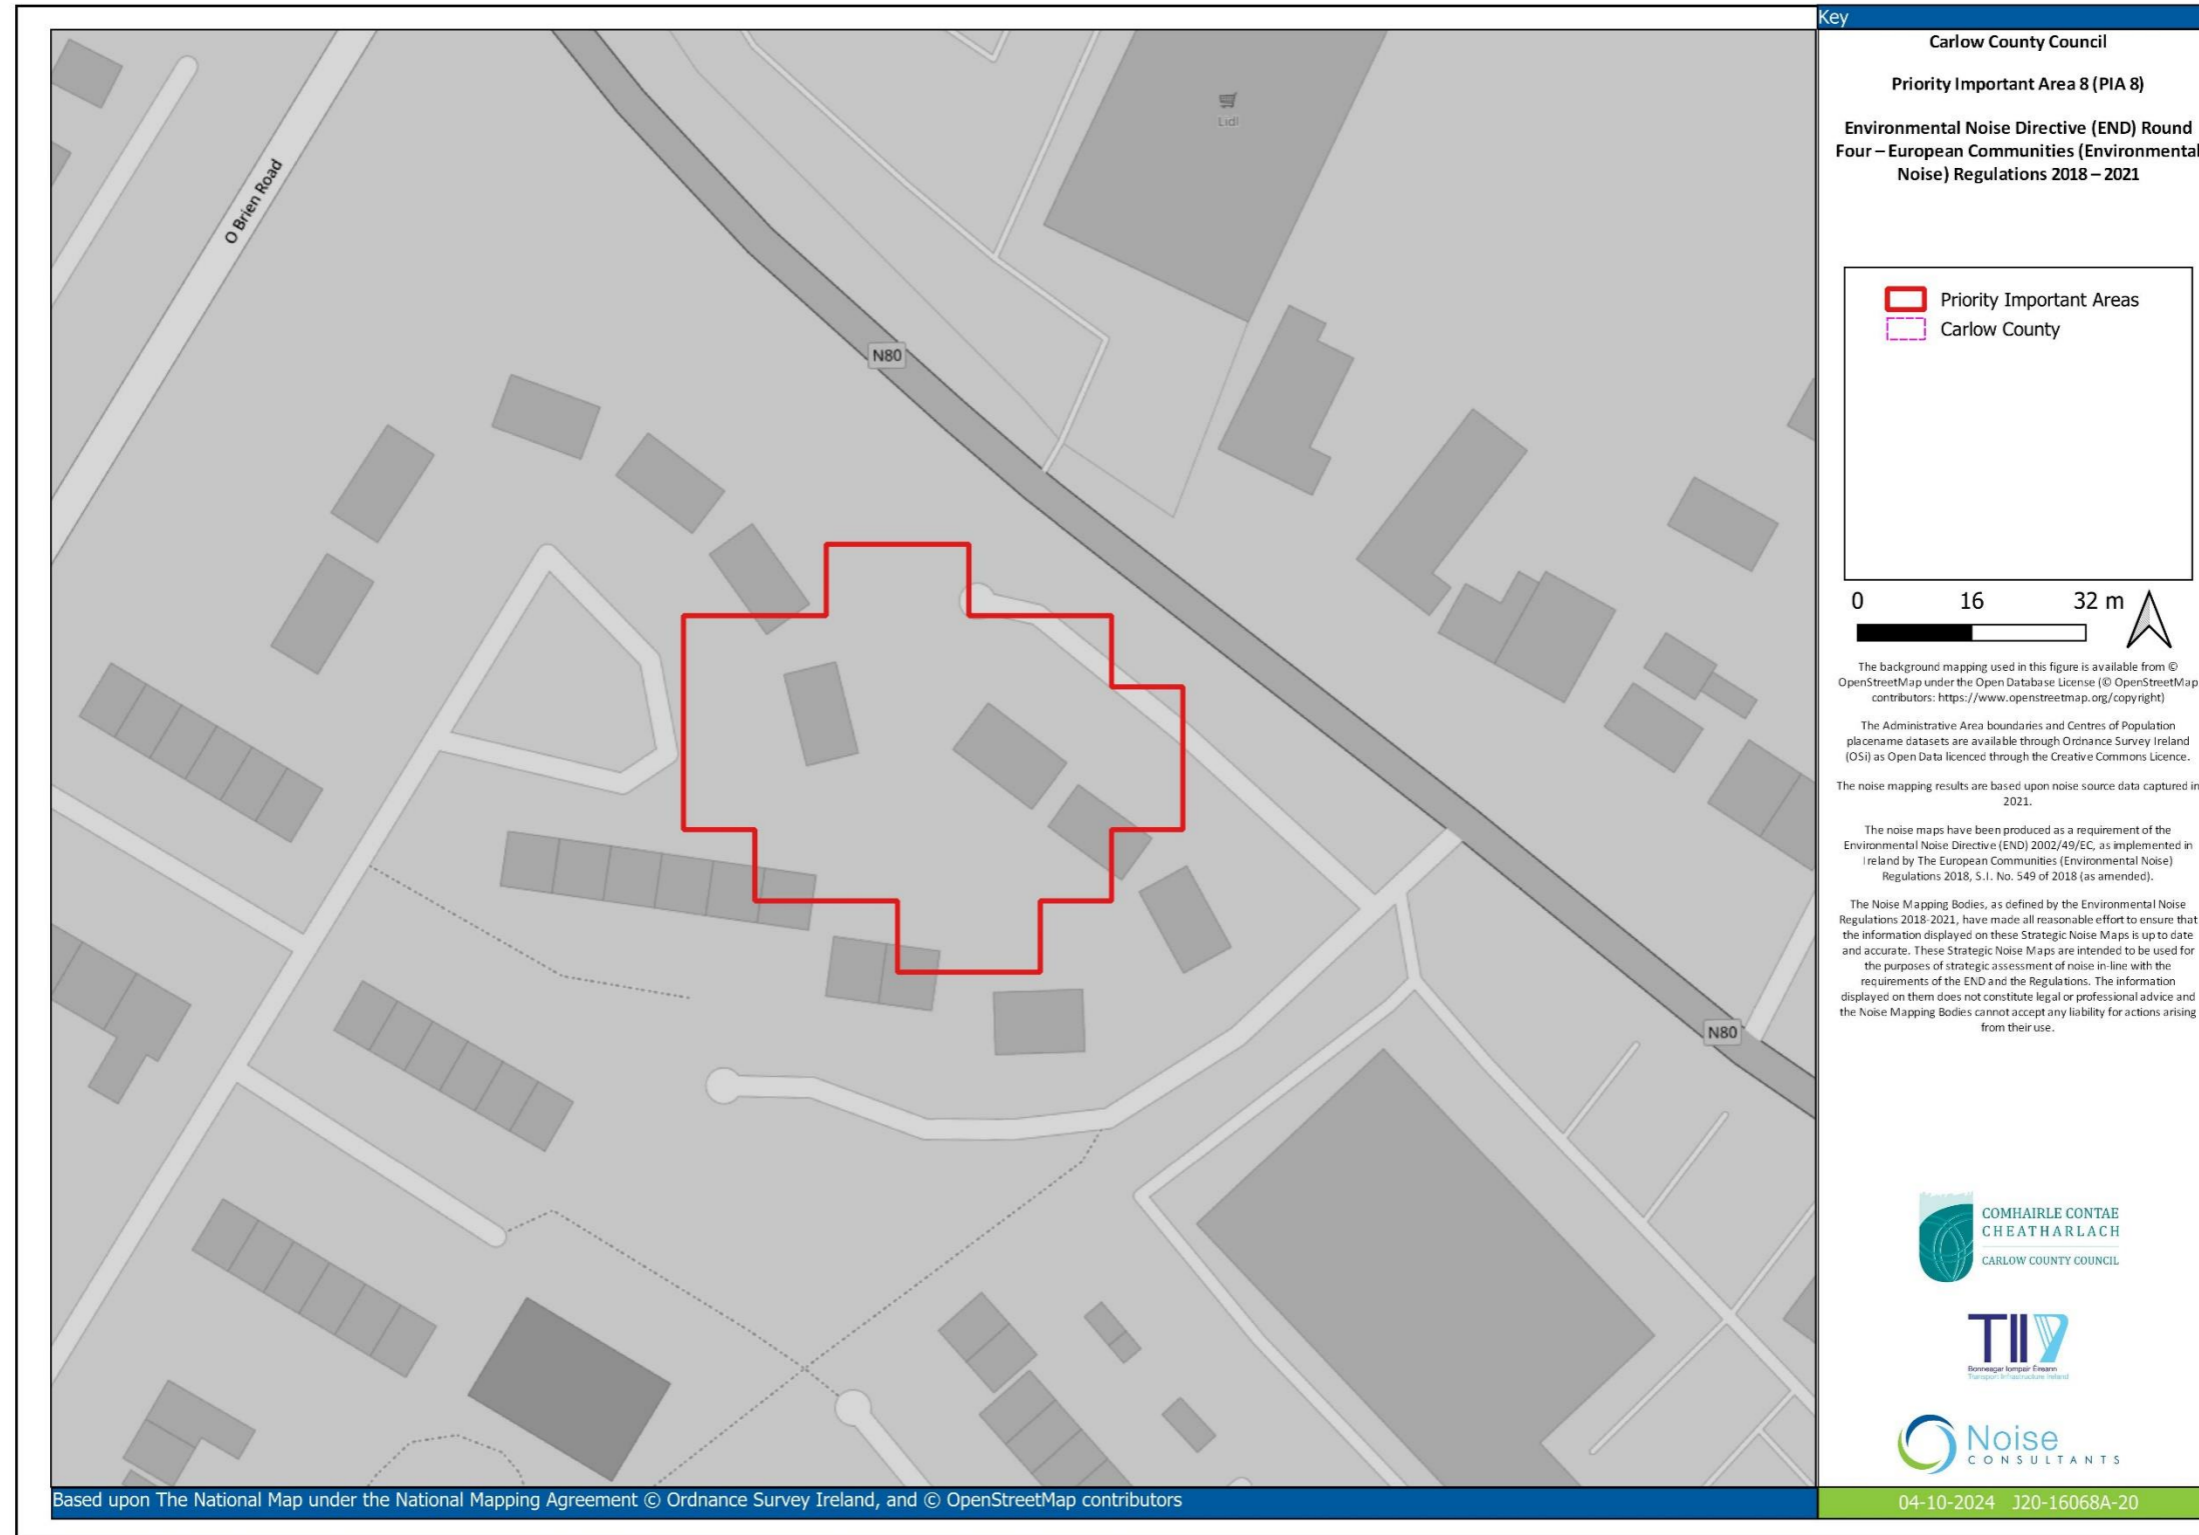 Key
Carlow County Council
Priority Important Area 8 (PIA 8)
Environmental Noise Directive (END) Round
Four – European Communities (Environmental
Noise) Regulations 2018 – 2021
Lidl
O Brien Road
N80
Priority Important Areas
Carlow County
0 16 32 m
The background mapping used in this figure is available from ©
OpenStreetMap under the Open Database License (© OpenStreetMap
contributors: https://www.openstreetmap.org/copyright)
The Administrative Area boundaries and Centres of Population
placename datasets are available through Ordnance Survey Ireland
(OSi) as Open Data licenced through the Creative Commons Licence.
The noise mapping results are based upon noise source data captured in
2021.
The noise maps have been produced as a requirement of the
Environmental Noise Directive (END) 2002/49/EC, as implemented in
Ireland by The European Communities (Environmental Noise)
Regulations 2018, S.I. No. 549 of 2018 (as amended).
The Noise Mapping Bodies, as defined by the Environmental Noise
Regulations 2018-2021, have made all reasonable effort to ensure that
the information displayed on these Strategic Noise Maps is up to date
and accurate. These Strategic Noise Maps are intended to be used for
the purposes of strategic assessment of noise in-line with the
requirements of the END and the Regulations. The information
displayed on them does not constitute legal or professional advice and
the Noise Mapping Bodies cannot accept any liability for actions arising
from their use.
N80
COMHAIRLE CONTAE
CHEATHARLACH
CARLOW COUNTY COUNCIL
TII
Bonneagar Iompair Éireann
Transport Infrastructure Ireland
Noise
CONSULTANTS
Based upon The National Map under the National Mapping Agreement © Ordnance Survey Ireland, and © OpenStreetMap contributors
04-10-2024 J20-16068A-20